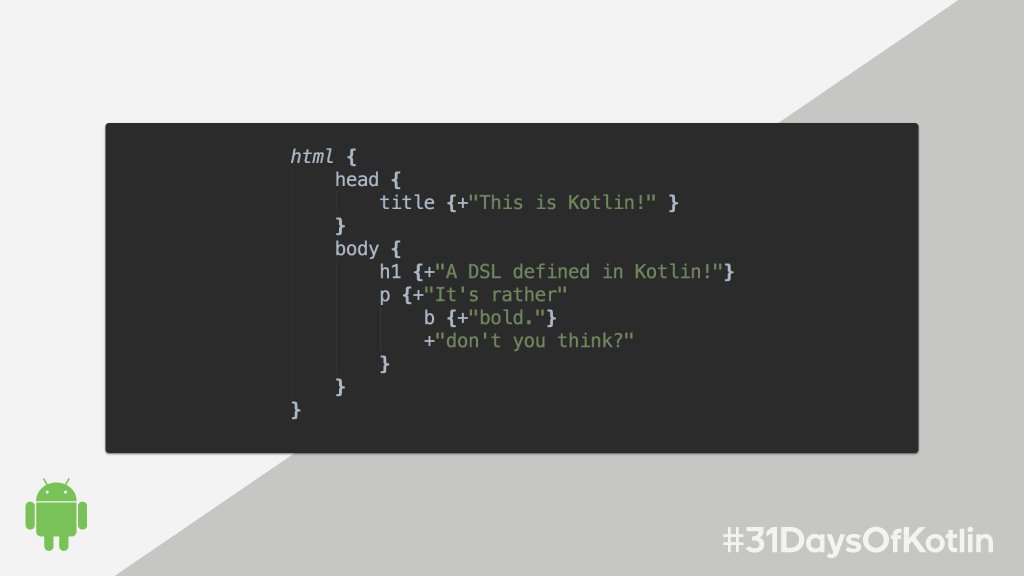 html {
    head {
        title {+"This is Kotlin!" }
    }
    body {
        h1 {+"A DSL defined in Kotlin!"}
        p {+"It's rather"
            b {+"bold."}
            +"don't you think?"
        }
    }
}
#31DaysOfKotlin